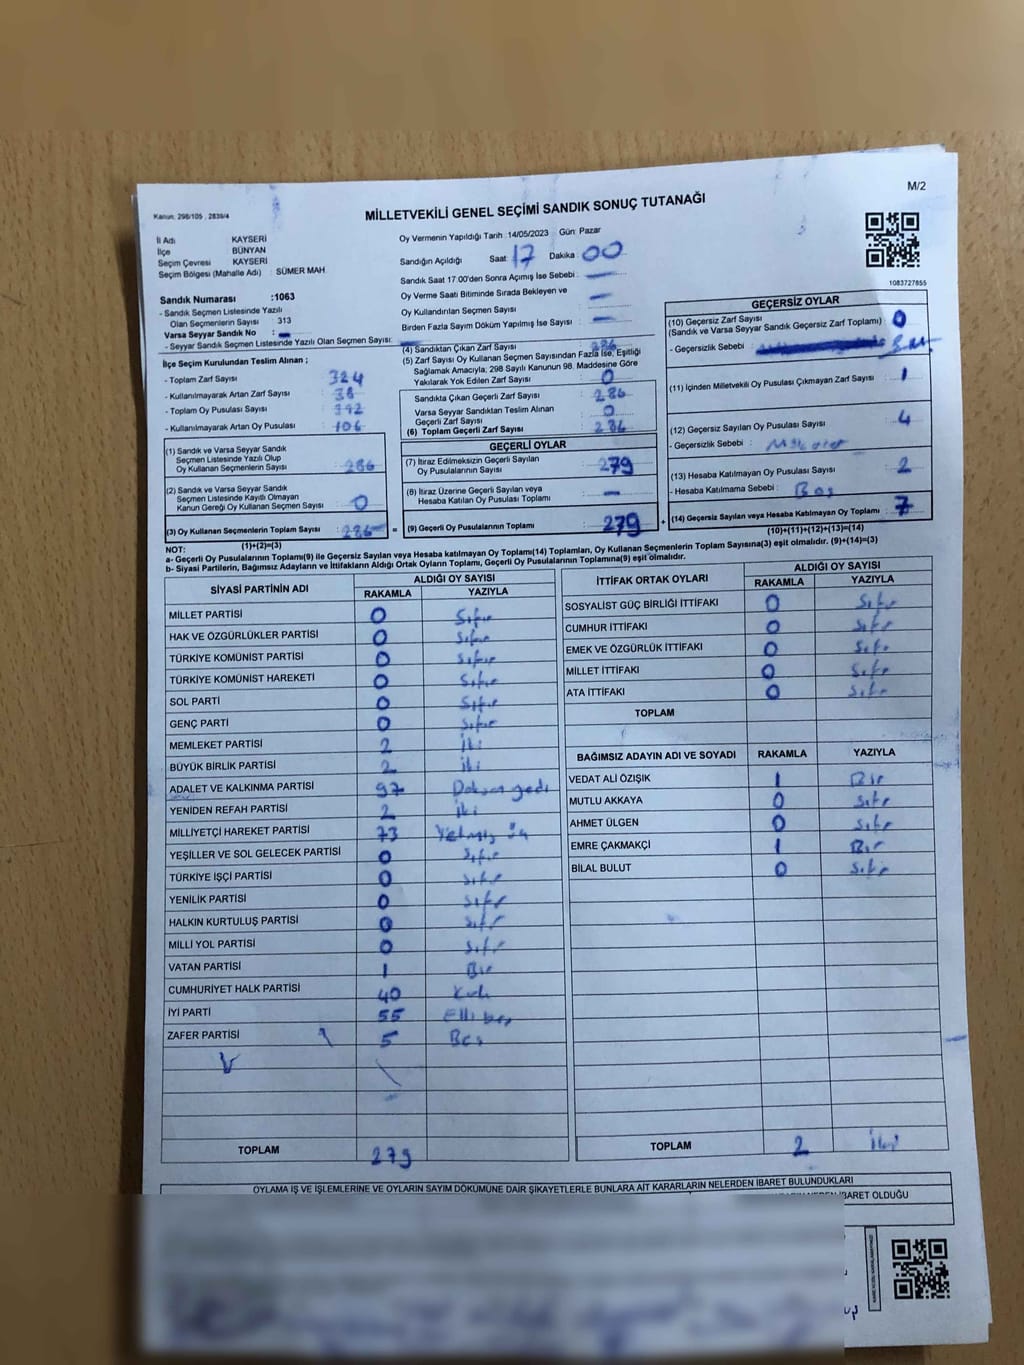 M/2
Kanun: 298/105 , 2839/4
MİLLETVEKİLİ GENEL SEÇİMİ SANDIK SONUÇ TUTANAĞI
İl Adı KAYSERİ
İlçe BÜNYAN
Seçim Çevresi KAYSERİ
Seçim Bölgesi (Mahalle Adı) : SÜMER MAH.
Sandık Numarası :1063
- Sandık Seçmen Listesinde Yazılı
Olan Seçmenlerin Sayısı : 313
Varsa Seyyar Sandık No : -
- Seyyar Sandık Seçmen Listesinde Yazılı Olan Seçmen Sayısı:
Oy Vermenin Yapıldığı Tarih :14/05/2023 Gün: Pazar
Sandığın Açıldığı Saat : 17 Dakika : 00
Sandık Saat 17:00'den Sonra Açımış İse Sebebi : -
Oy Verme Saati Bitiminde Sırada Bekleyen ve
Oy Kullandırılan Seçmen Sayısı : -
Birden Fazla Sayım Döküm Yapılmış İse Sayısı : -
1083727855
İlçe Seçim Kurulundan Teslim Alınan ;
- Toplam Zarf Sayısı : 324
- Kullanılmayarak Artan Zarf Sayısı : 38
- Toplam Oy Pusulası Sayısı : 392
- Kullanılmayarak Artan Oy Pusulası : 106
(4) Sandıktan Çıkan Zarf Sayısı : 286
(5) Zarf Sayısı Oy Kullanan Seçmen Sayısından Fazla İse, Eşitliği
Sağlamak Amacıyla; 298 Sayılı Kanunun 98. Maddesine Göre
Yakılarak Yok Edilen Zarf Sayısı : 0
Sandıkta Çıkan Geçerli Zarf Sayısı : 286
Varsa Seyyar Sandıktan Teslim Alınan
Geçerli Zarf Sayısı : 0
(6) Toplam Geçerli Zarf Sayısı : 286
GEÇERSİZ OYLAR
(10) Geçersiz Zarf Sayısı
(Sandık ve Varsa Seyyar Sandık Geçersiz Zarf Toplamı) : 0
- Geçersizlik Sebebi :
(11) İçinden Milletvekili Oy Pusulası Çıkmayan Zarf Sayısı : 1
(12) Geçersiz Sayılan Oy Pusulası Sayısı : 4
- Geçersizlik Sebebi :
(13) Hesaba Katılmayan Oy Pusulası Sayısı : 2
- Hesaba Katılmama Sebebi : Boş
(14) Geçersiz Sayılan veya Hesaba Katılmayan Oy Toplamı : 7
(10)+(11)+(12)+(13)=(14)
(1) Sandık ve Varsa Seyyar Sandık
Seçmen Listesinde Yazılı Olup
Oy Kullanan Seçmenlerin Sayısı : 286
(2) Sandık ve Varsa Seyyar Sandık
Seçmen Listesinde Kayıtlı Olmayan
Kanun Gereği Oy Kullanan Seçmen Sayısı : 0
(3) Oy Kullanan Seçmenlerin Toplam Sayısı : 286 =
(1)+(2)=(3)
GEÇERLİ OYLAR
(7) İtiraz Edilmeksizin Geçerli Sayılan
Oy Pusulalarının Sayısı : 279
(8) İtiraz Üzerine Geçerli Sayılan veya
Hesaba Katılan Oy Pusulası Toplamı : -
(9) Geçerli Oy Pusulalarının Toplamı : 279 +
NOT:
a- Geçerli Oy Pusulalarının Toplamı(9) ile Geçersiz Sayılan veya Hesaba katılmayan Oy Toplamı(14) Toplamları, Oy Kullanan Seçmenlerin Toplam Sayısına(3) eşit olmalıdır. (9)+(14)=(3)
b- Siyasi Partilerin, Bağımsız Adayların ve İttifakların Aldığı Ortak Oyların Toplamı, Geçerli Oy Pusulalarının Toplamına(9) eşit olmalıdır.
SİYASİ PARTİNİN ADI ALDIĞI OY SAYISI
RAKAMLA YAZIYLA
MİLLET PARTİSİ 0 Sıfır
HAK VE ÖZGÜRLÜKLER PARTİSİ 0 Sıfır
TÜRKİYE KOMÜNİST PARTİSİ 0 Sıfır
TÜRKİYE KOMÜNİST HAREKETİ 0 Sıfır
SOL PARTİ 0 Sıfır
GENÇ PARTİ 0 Sıfır
MEMLEKET PARTİSİ 2 İki
BÜYÜK BİRLİK PARTİSİ 2 İki
ADALET VE KALKINMA PARTİSİ 97 Doksan yedi
YENİDEN REFAH PARTİSİ 2 İki
MİLLİYETÇİ HAREKET PARTİSİ 73 Yetmiş üç
YEŞİLLER VE SOL GELECEK PARTİSİ 0 Sıfır
TÜRKİYE İŞÇİ PARTİSİ 0 Sıfır
YENİLİK PARTİSİ 0 Sıfır
HALKIN KURTULUŞ PARTİSİ 0 Sıfır
MİLLİ YOL PARTİSİ 0 Sıfır
VATAN PARTİSİ 1 Bir
CUMHURİYET HALK PARTİSİ 40 Kırk
İYİ PARTİ 55 Elli beş
ZAFER PARTİSİ 5 Beş
TOPLAM 279
İTTİFAK ORTAK OYLARI ALDIĞI OY SAYISI
RAKAMLA YAZIYLA
SOSYALİST GÜÇ BİRLİĞİ İTTİFAKI 0 Sıfır
CUMHUR İTTİFAKI 0 Sıfır
EMEK VE ÖZGÜRLÜK İTTİFAKI 0 Sıfır
MİLLET İTTİFAKI 0 Sıfır
ATA İTTİFAKI 0 Sıfır
TOPLAM
BAĞIMSIZ ADAYIN ADI VE SOYADI RAKAMLA YAZIYLA
VEDAT ALİ ÖZIŞIK 1 Bir
MUTLU AKKAYA 0 Sıfır
AHMET ÜLGEN 0 Sıfır
EMRE ÇAKMAKÇİ 1 Bir
BİLAL BULUT 0 Sıfır
TOPLAM 2 İki
OYLAMA İŞ VE İŞLEMLERİNE VE OYLARIN SAYIM DÖKÜMÜNE DAİR ŞİKAYETLERLE BUNLARA AİT KARARLARIN NELERDEN İBARET BULUNDUKLARI
İBARET OLDUĞU